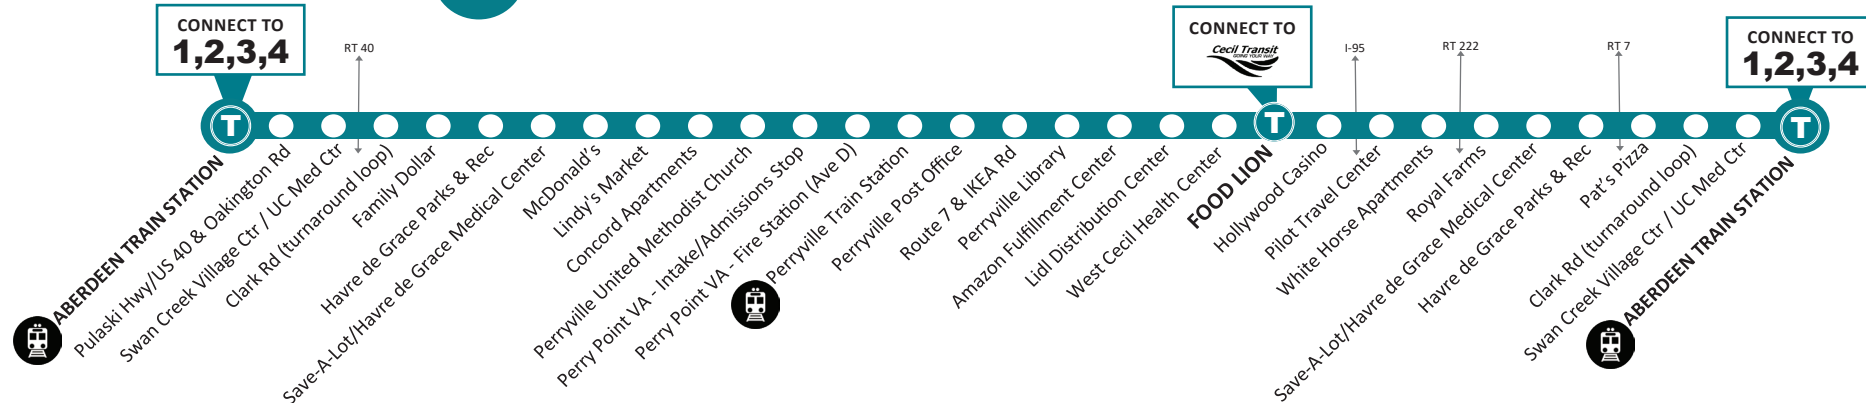 CONNECT TO
1,2,3,4
CONNECT TO
Cecil Transit
GOING YOUR WAY
CONNECT TO
1,2,3,4
RT 40
I-95
RT 222
RT 7
T
T
T
ABERDEEN TRAIN STATION
Pulaski Hwy/US 40 & Oakington Rd
Swan Creek Village Ctr / UC Med Ctr
Clark Rd (turnaround loop)
Family Dollar
Havre de Grace Parks & Rec
Save-A-Lot/Havre de Grace Medical Center
McDonald's
Lindy's Market
Concord Apartments
Perryville United Methodist Church
Perry Point VA - Intake/Admissions Stop
Perry Point VA - Fire Station (Ave D)
Perryville Train Station
Perryville Post Office
Route 7 & IKEA Rd
Perryville Library
Amazon Fulfillment Center
Lidl Distribution Center
West Cecil Health Center
FOOD LION
Hollywood Casino
Pilot Travel Center
White Horse Apartments
Royal Farms
Save-A-Lot/Havre de Grace Medical Center
Havre de Grace Parks & Rec
Pat's Pizza
Clark Rd (turnaround loop)
Swan Creek Village Ctr / UC Med Ctr
ABERDEEN TRAIN STATION